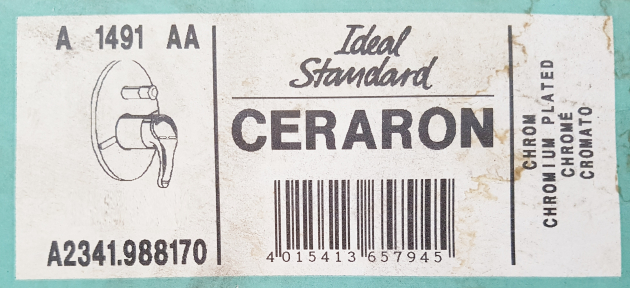 A 1491 AA
A2341.988170
Ideal
Standard
CERARON
4 015413 657945
CHROM
CHROMIUM PLATED
CHROMÉ
CROMATO